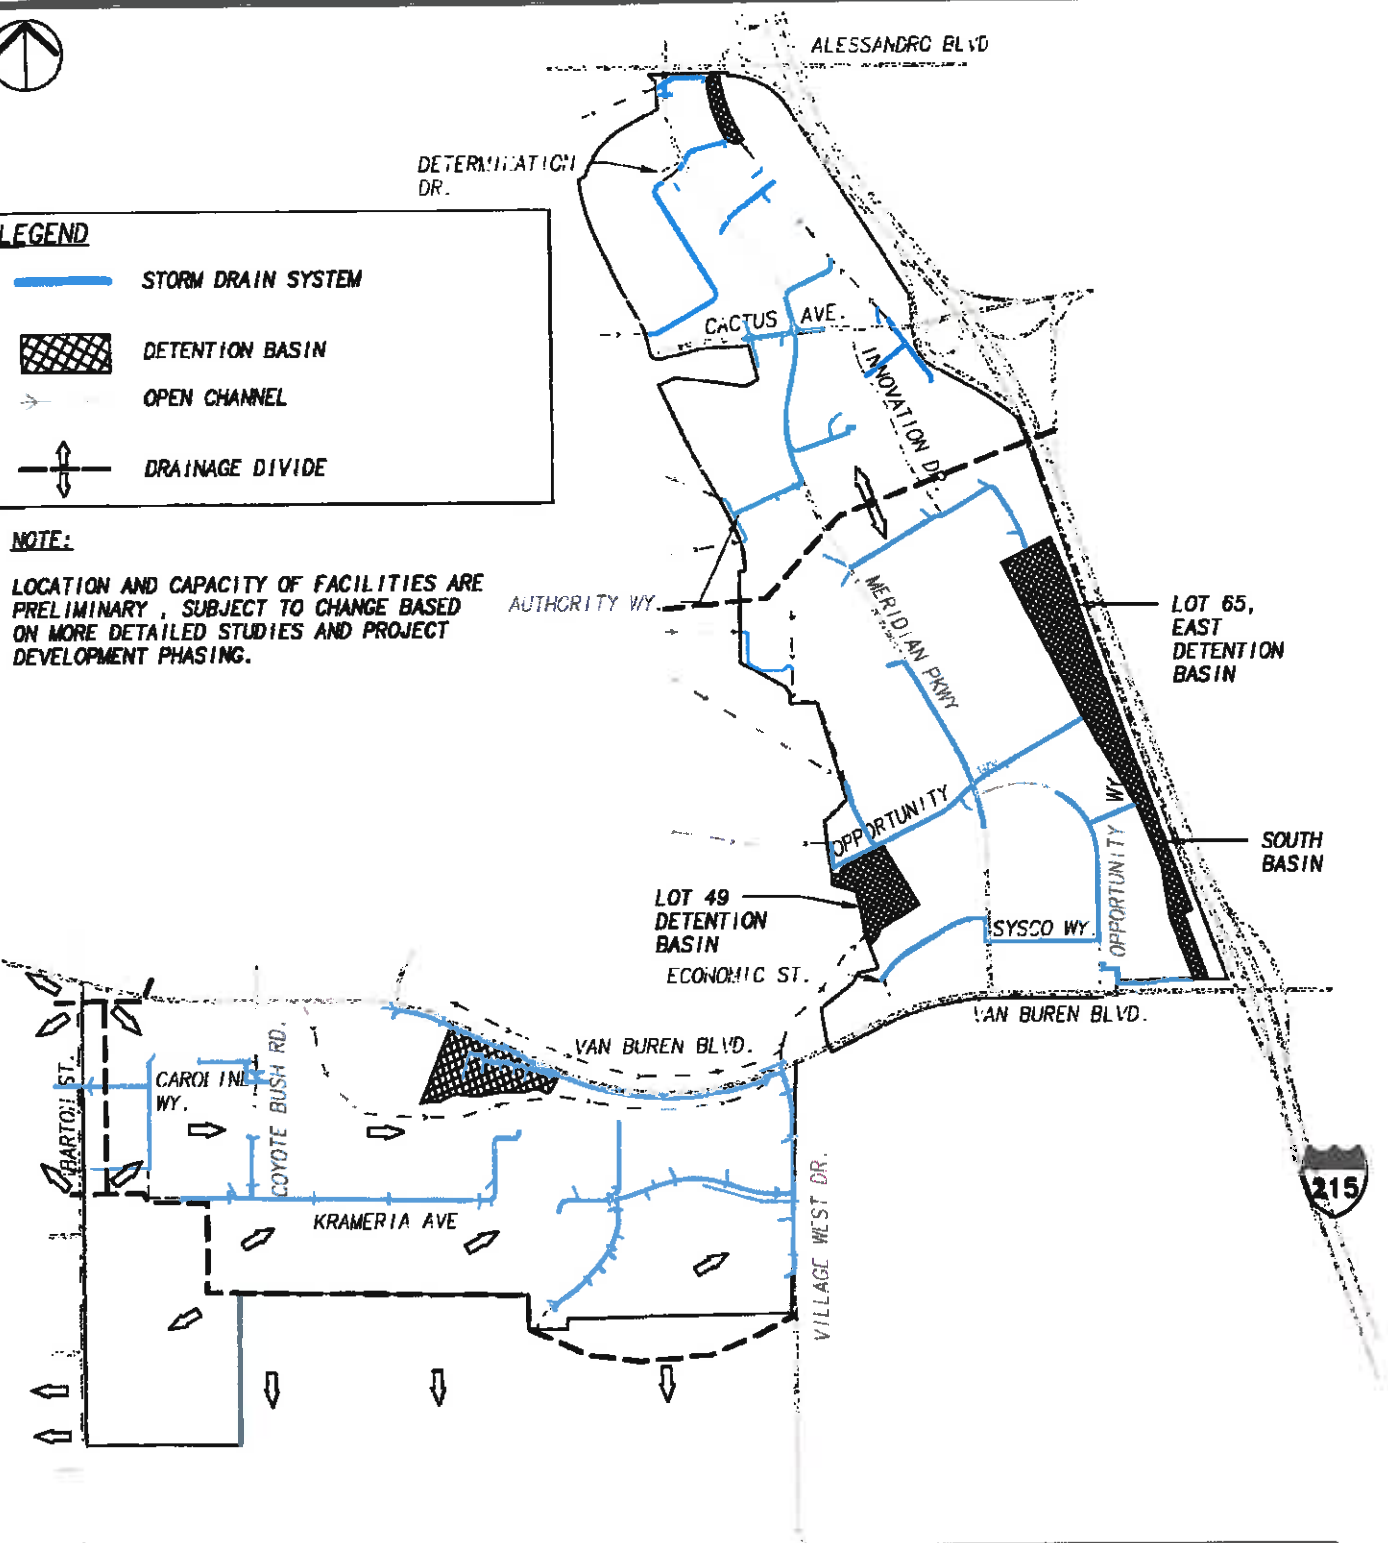 ALESSANDRO BLVD
DETERMINATION
DR.
LEGEND
STORM DRAIN SYSTEM
DETENTION BASIN
OPEN CHANNEL
DRAINAGE DIVIDE
NOTE:
LOCATION AND CAPACITY OF FACILITIES ARE
PRELIMINARY , SUBJECT TO CHANGE BASED
ON MORE DETAILED STUDIES AND PROJECT
DEVELOPMENT PHASING.
CACTUS AVE.
INNOVATION DR.
AUTHORITY WY.
MERIDIAN PKWY
LOT 65,
EAST
DETENTION
BASIN
OPPORTUNITY
OPPORTUNITY WY.
SOUTH
BASIN
LOT 49
DETENTION
BASIN
SYSCO WY.
ECONOMIC ST.
VAN BUREN BLVD.
VAN BUREN BLVD.
BARTON ST.
CAROLINE
WY.
COYOTE BUSH RD.
KRAMERIA AVE
VILLAGE WEST DR.
215